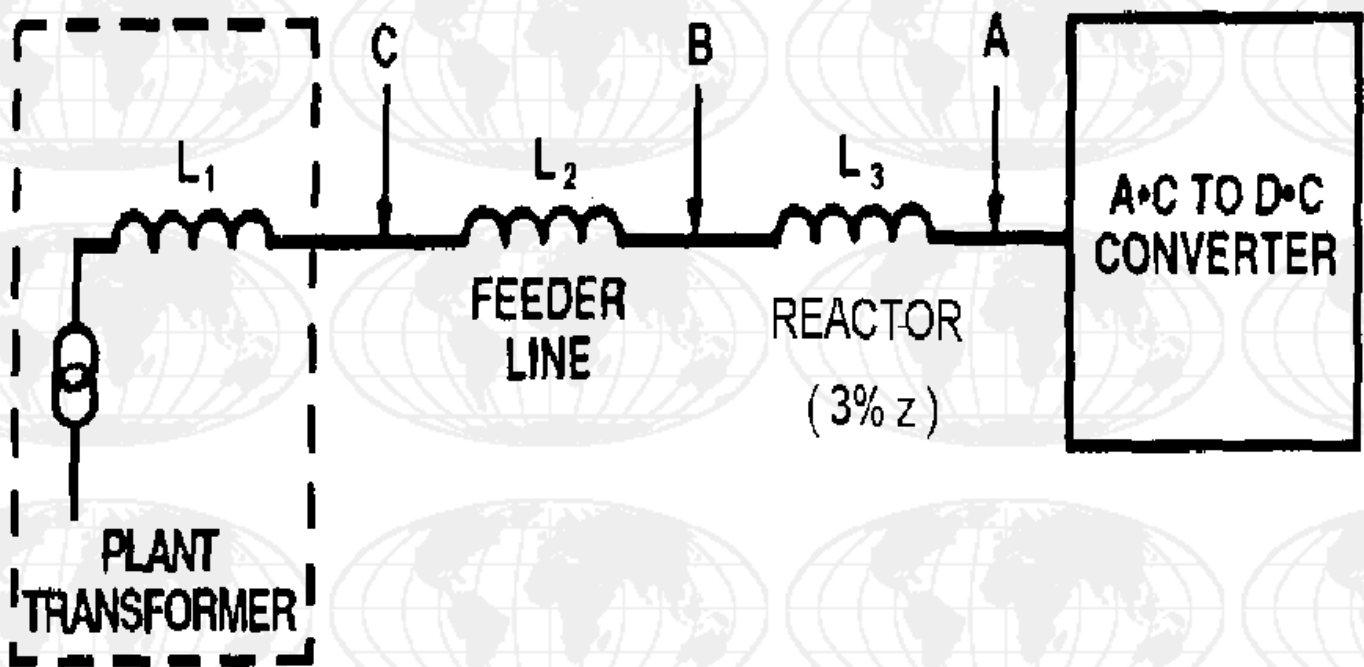 C
B
A
L₁
L₂
L₃
A•C TO D•C
CONVERTER
FEEDER
LINE
REACTOR
(3% z)
PLANT
TRANSFORMER